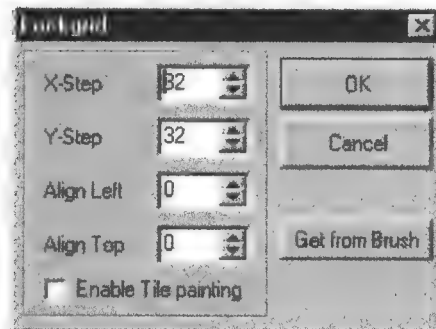 X-Step 32
Y-Step 32
Align Left 0
Align Top 0
Enable Tile painting
OK
Cancel
Get from Brush